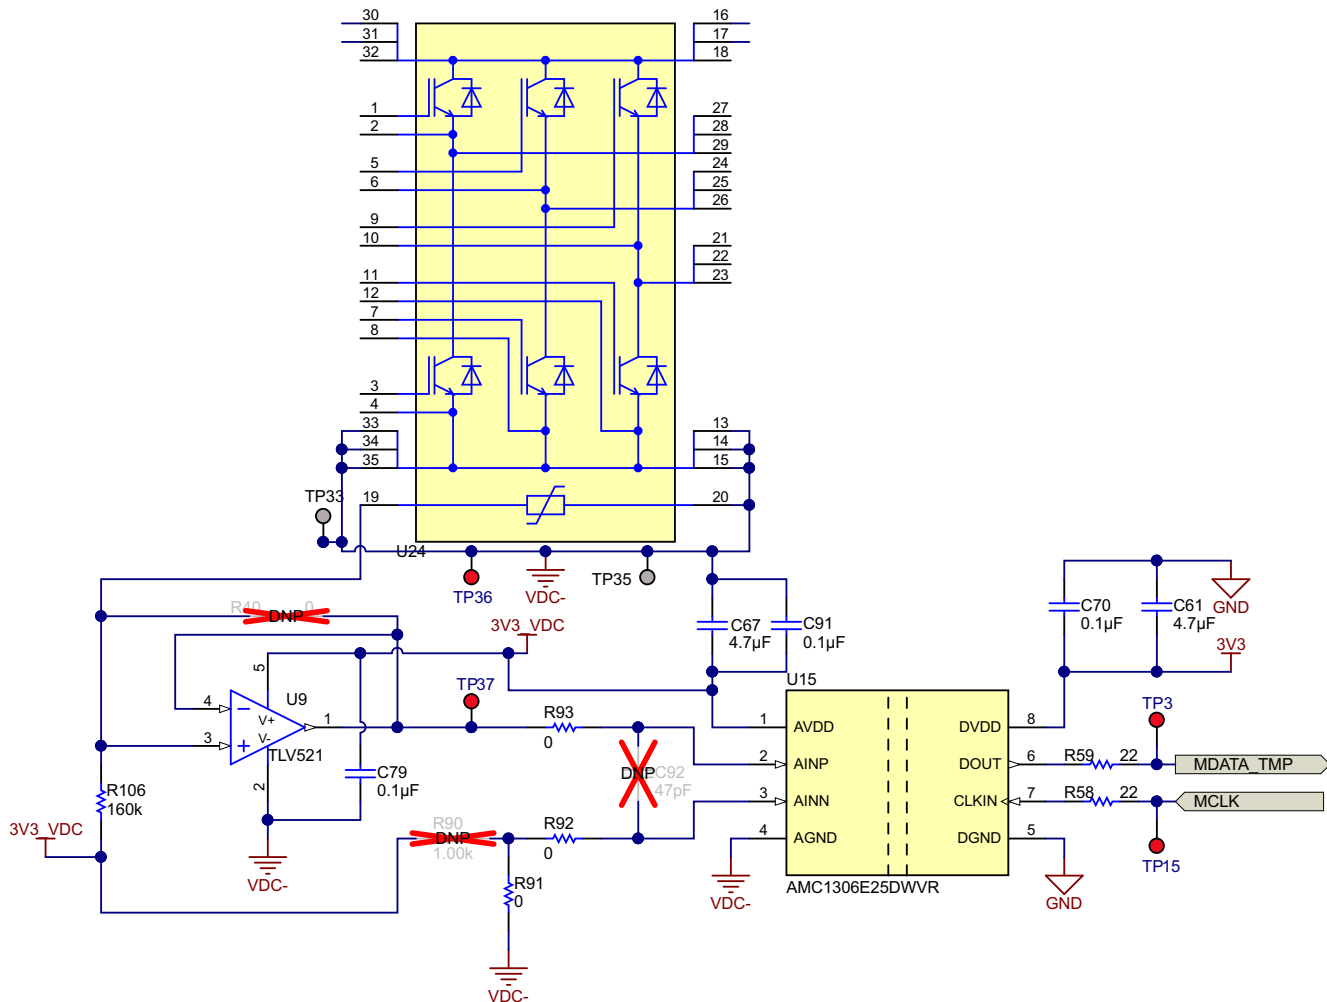 30 16
31 17
32 18
1 27
2 28
29
5 24
6 25
26
9 21
10 22
11 23
12
7
8
3
4
33 13
34 14
35 15
TP33 19 20
U24
TP36 VDC- TP35
R40 0
DNP
3V3_VDC
C67
4.7µF
C91
0.1µF
C70
0.1µF
C61
4.7µF
GND
3V3
5
4
3
2
1
U9
V+
V-
TLV521
TP37
R93
0
C79
0.1µF
DNP C92
47pF
R106
160k
3V3_VDC
R90
DNP
1.00k
R92
0
R91
0
VDC-
VDC-
U15
1 AVDD DVDD 8
2 AINP DOUT 6
3 AINN CLKIN 7
4 AGND DGND 5
AMC1306E25DWVR
VDC-
GND
TP3
R59 22
MDATA_TMP
R58 22
MCLK
TP15